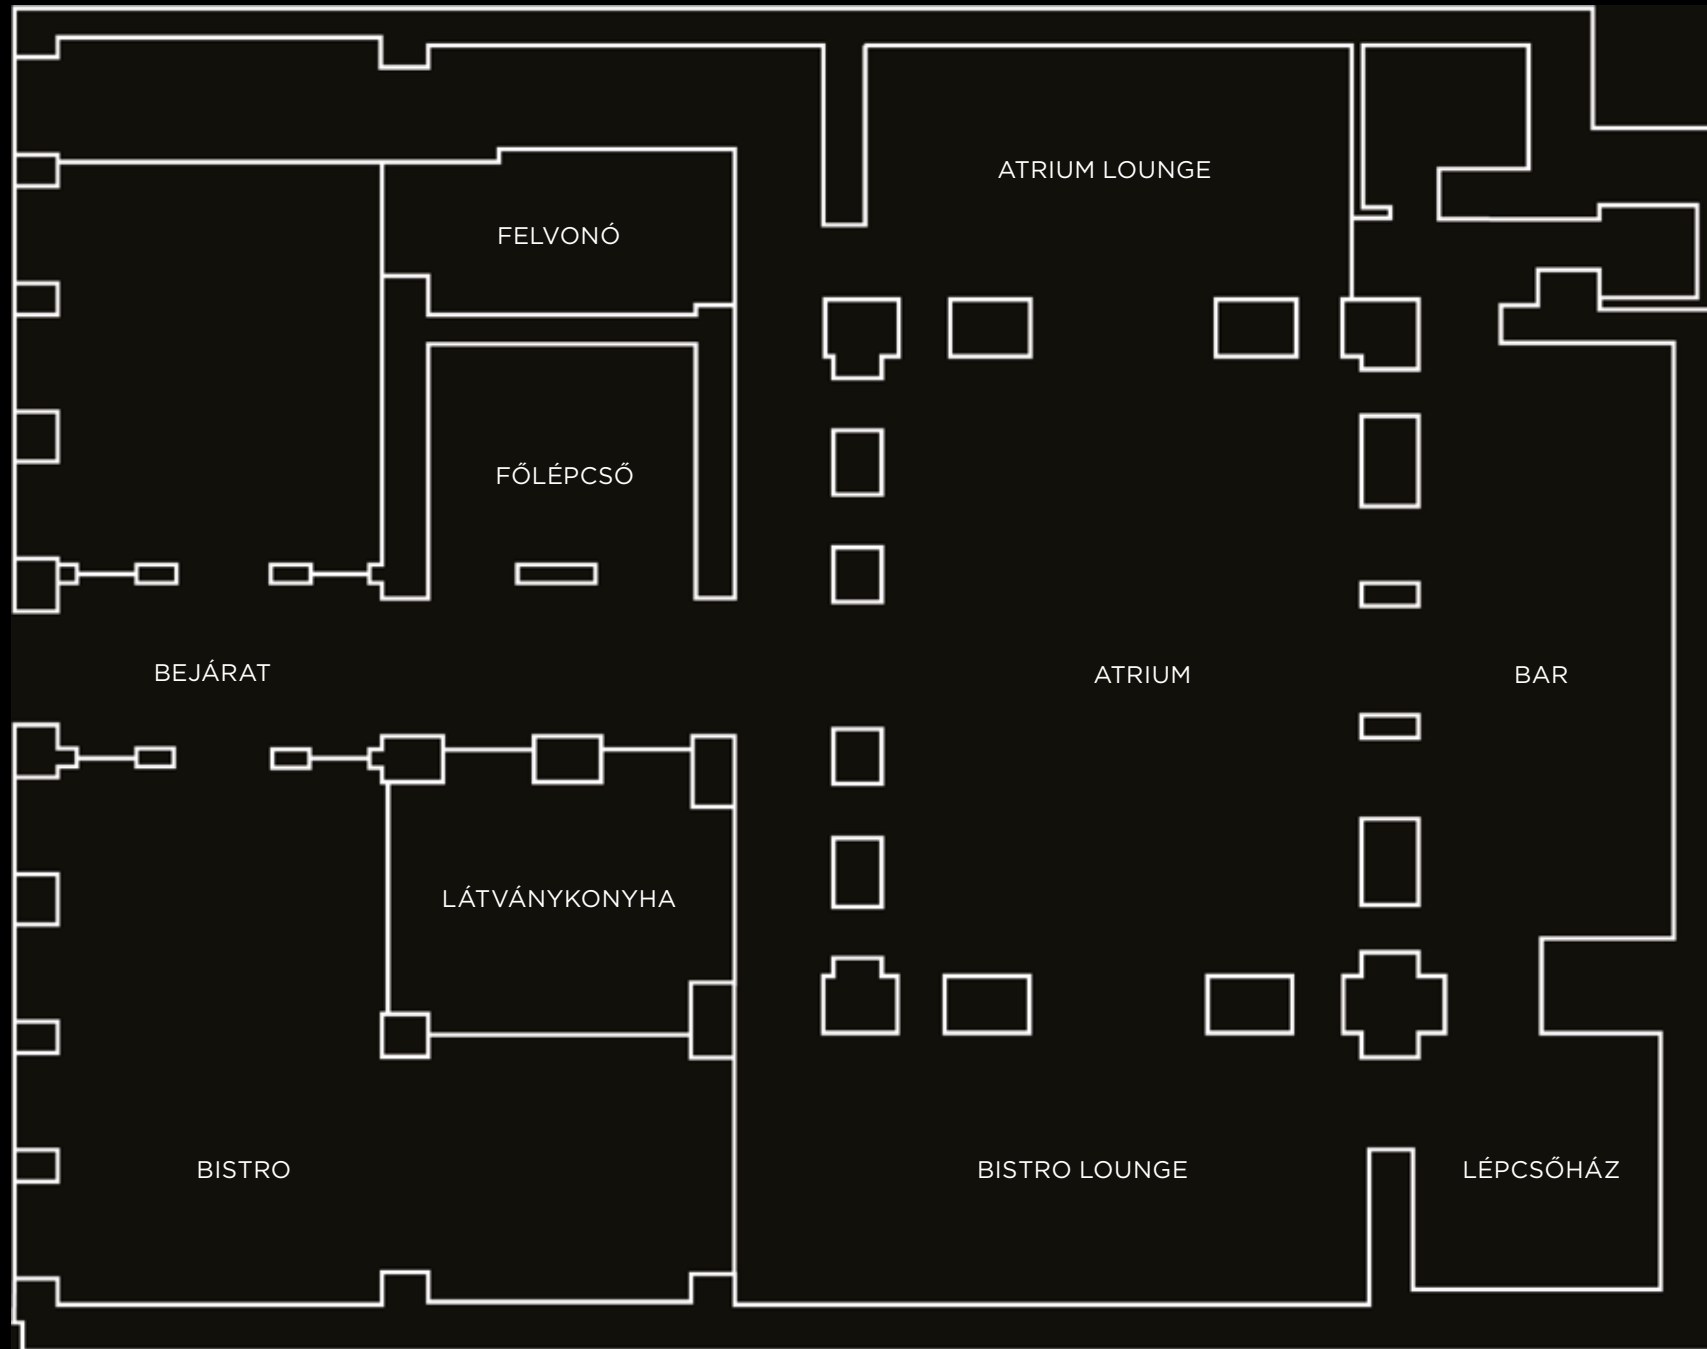 ATRIUM LOUNGE
FELVONÓ
FŐLÉPCSŐ
BEJÁRAT
ATRIUM
BAR
LÁTVÁNYKONYHA
BISTRO
BISTRO LOUNGE
LÉPCSŐHÁZ